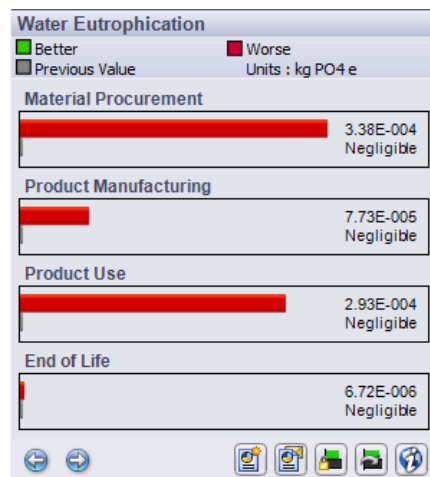 Water Eutrophication
Better Worse
Previous Value Units : kg PO4 e
Material Procurement
3.38E-004
Negligible
Product Manufacturing
7.73E-005
Negligible
Product Use
2.93E-004
Negligible
End of Life
6.72E-006
Negligible